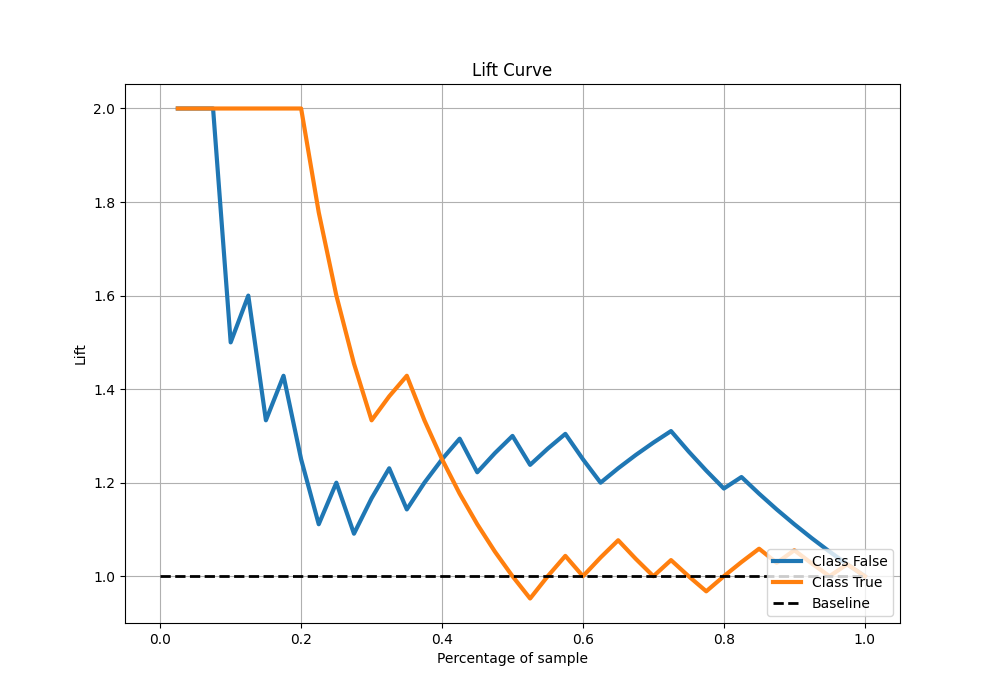 Lift Curve
Lift
2.0
1.8
1.6
1.4
1.2
1.0
0.0 0.2 0.4 0.6 0.8 1.0
Percentage of sample
Class False
Class True
Baseline